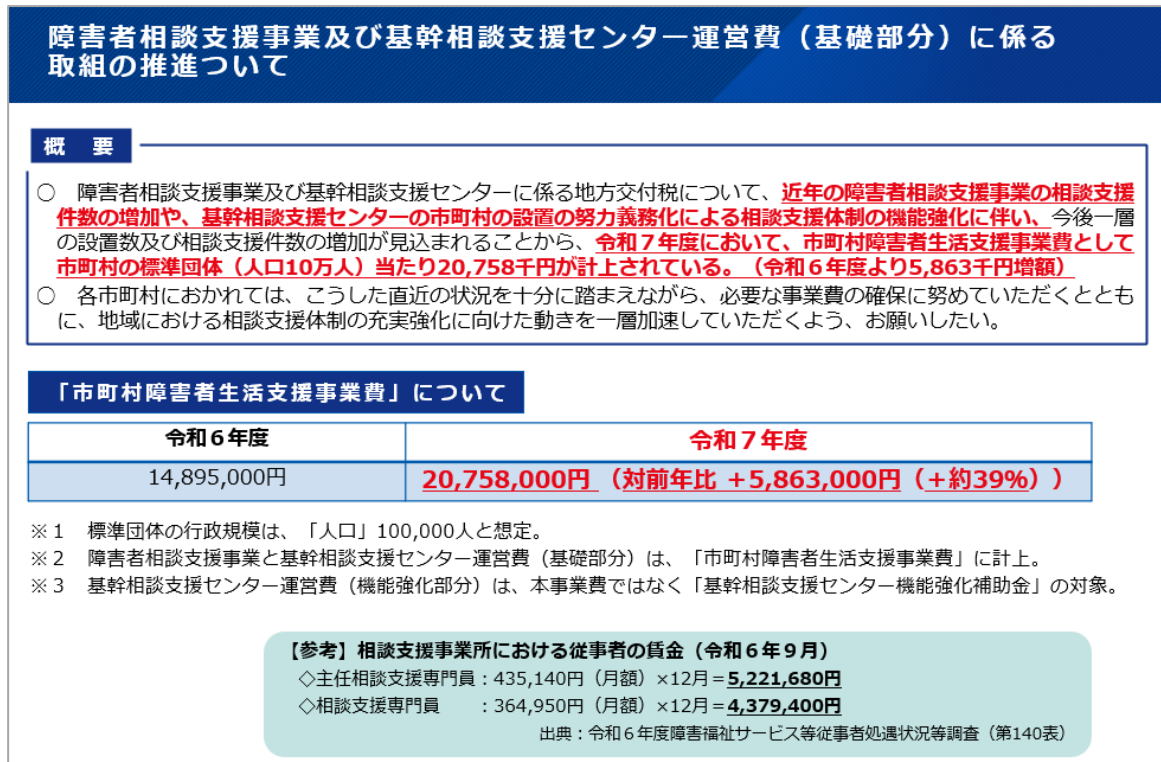 障害者相談支援事業及び基幹相談支援センター運営費（基礎部分）に係る
取組の推進ついて
概　要
○　障害者相談支援事業及び基幹相談支援センターに係る地方交付税について、近年の障害者相談支援事業の相談支援
件数の増加や、基幹相談支援センターの市町村の設置の努力義務化による相談支援体制の機能強化に伴い、今後一層
の設置数及び相談支援件数の増加が見込まれることから、令和７年度において、市町村障害者生活支援事業費として
市町村の標準団体（人口10万人）当たり20,758千円が計上されている。（令和６年度より5,863千円増額）
○　各市町村におかれては、こうした直近の状況を十分に踏まえながら、必要な事業費の確保に努めていただくととも
に、地域における相談支援体制の充実強化に向けた動きを一層加速していただくよう、お願いしたい。
「市町村障害者生活支援事業費」について
令和６年度　令和７年度
14,895,000円　20,758,000円（対前年比 +5,863,000円（+約39%））
※１　標準団体の行政規模は、「人口」100,000人と想定。
※２　障害者相談支援事業と基幹相談支援センター運営費（基礎部分）は、「市町村障害者生活支援事業費」に計上。
※３　基幹相談支援センター運営費（機能強化部分）は、本事業費ではなく「基幹相談支援センター機能強化補助金」の対象。
【参考】相談支援事業所における従事者の賃金（令和６年９月）
◇主任相談支援専門員：435,140円（月額）×12月＝5,221,680円
◇相談支援専門員　　：364,950円（月額）×12月＝4,379,400円
出典：令和６年度障害福祉サービス等従事者処遇状況等調査（第140表）